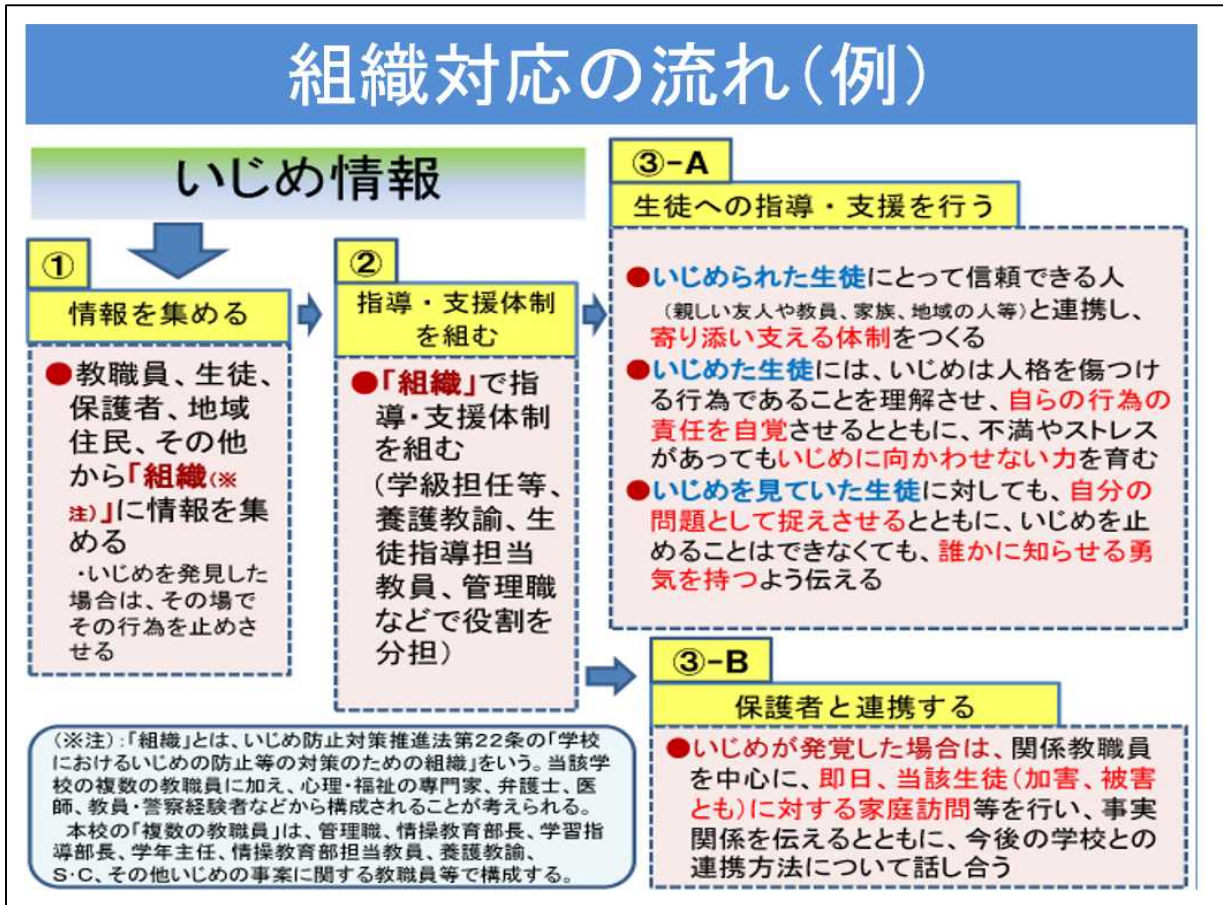 組織対応の流れ（例）
いじめ情報
①
情報を集める
●教職員、生徒、
保護者、地域
住民、その他
から「組織（※
注）」に情報を集
める
・いじめを発見した
場合は、その場で
その行為を止めさ
せる
②
指導・支援体制
を組む
●「組織」で指
導・支援体制
を組む
（学級担任等、
養護教諭、生
徒指導担当
教員、管理職
などで役割を
分担）
③-A
生徒への指導・支援を行う
●いじめられた生徒にとって信頼できる人
（親しい友人や教員、家族、地域の人等）と連携し、
寄り添い支える体制をつくる
●いじめた生徒には、いじめは人格を傷つけ
る行為であることを理解させ、自らの行為の
責任を自覚させるとともに、不満やストレス
があってもいじめに向かわせない力を育む
●いじめを見ていた生徒に対しても、自分の
問題として捉えさせるとともに、いじめを止
めることはできなくても、誰かに知らせる勇
気を持つよう伝える
③-B
保護者と連携する
●いじめが発覚した場合は、関係教職員
を中心に、即日、当該生徒（加害、被害
とも）に対する家庭訪問等を行い、事実
関係を伝えるとともに、今後の学校との
連携方法について話し合う
（※注）：「組織」とは、いじめ防止対策推進法第22条の「学校
におけるいじめの防止等の対策のための組織」をいう。当該学
校の複数の教職員に加え、心理・福祉の専門家、弁護士、医
師、教員・警察経験者などから構成されることが考えられる。
本校の「複数の教職員」は、管理職、情操教育部長、学習指
導部長、学年主任、情操教育部担当教員、養護教諭、
S・C、その他いじめの事案に関する教職員等で構成する。